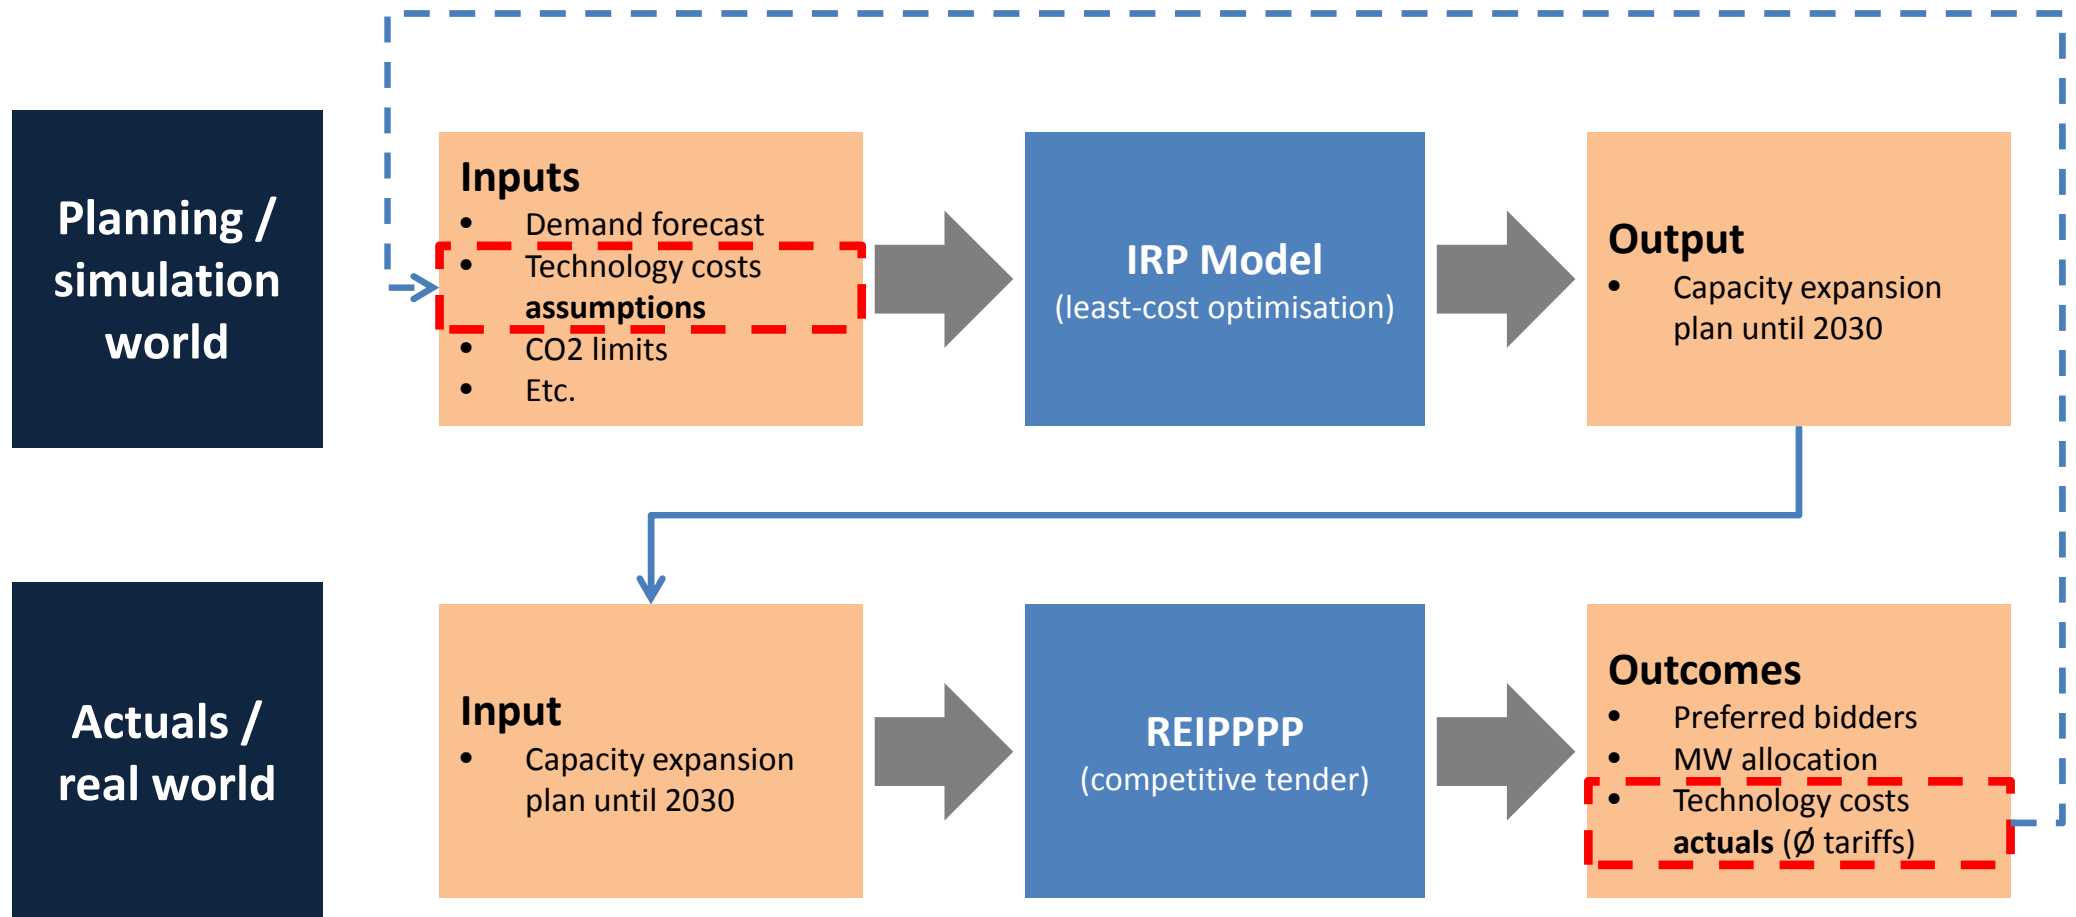 Planning /
simulation
world
Inputs
• Demand forecast
• Technology costs
assumptions
• CO2 limits
• Etc.
IRP Model
(least-cost optimisation)
Output
• Capacity expansion
plan until 2030
Actuals /
real world
Input
• Capacity expansion
plan until 2030
REIPPPP
(competitive tender)
Outcomes
• Preferred bidders
• MW allocation
• Technology costs
actuals (Ø tariffs)